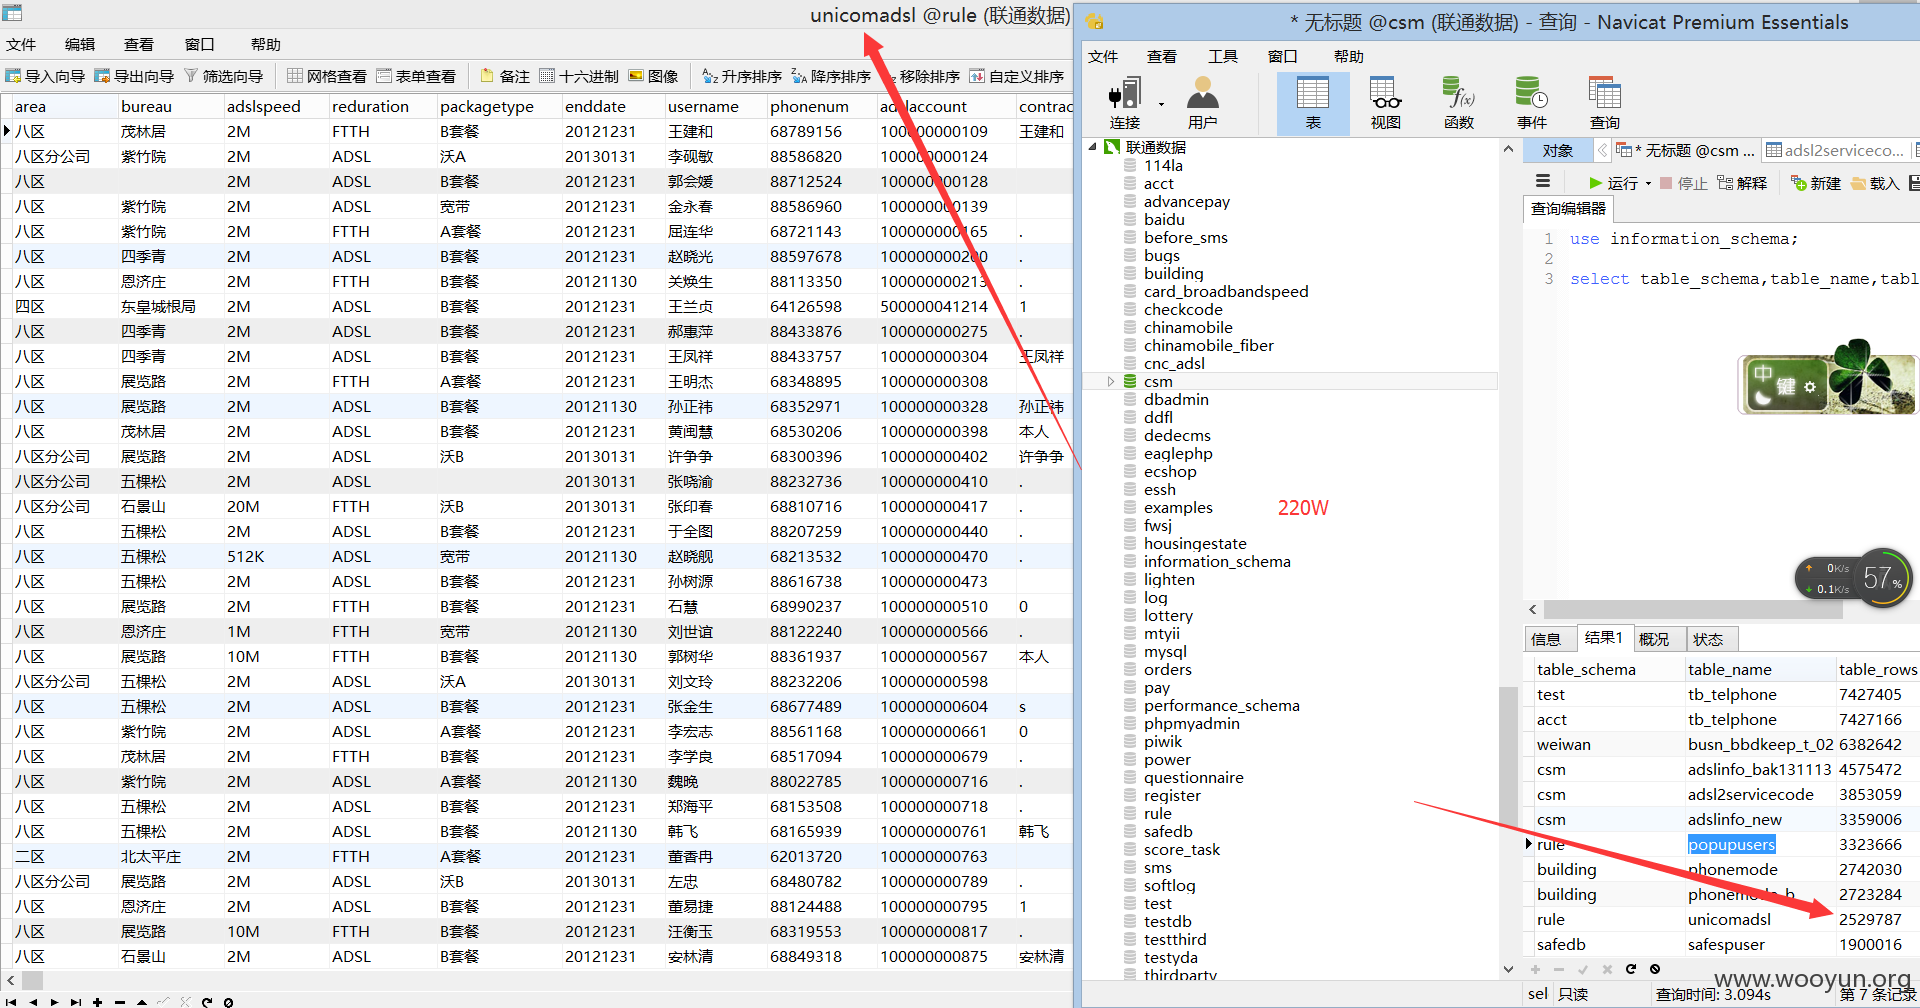 unicomadsl @rule (联通数据)
文件 编辑 查看 窗口 帮助
导入向导 导出向导 筛选向导 网格查看 表单查看 备注 十六进制 图像 升序排序 降序排序 移除排序 自定义排序
area bureau adslspeed reduration packagetype enddate username phonenum contrac
八区 茂林居 2M FTTH B套餐 20121231 王建和 68789156 100000000109 王建和
八区分公司 紫竹院 2M ADSL 沃A 20130131 李砚敏 88586820 100000000124
八区 2M ADSL B套餐 20121231 郭会媛 88712524 100000000128
八区 紫竹院 2M ADSL 宽带 20121231 金永春 88586960 100000000139
八区 紫竹院 2M FTTH A套餐 20121231 屈连华 68721143 100000000165 .
八区 四季青 2M ADSL B套餐 20121231 赵晓光 88597678 100000000200 .
八区 恩济庄 2M FTTH B套餐 20121130 关焕生 88113350 100000000213 .
四区 东皇城根局 2M ADSL B套餐 20121231 王兰贞 64126598 500000041214 1
八区 四季青 2M ADSL B套餐 20121231 郝惠萍 88433876 100000000275 .
八区 四季青 2M ADSL B套餐 20121231 王凤祥 88433757 100000000304 王凤祥
八区 展览路 2M FTTH A套餐 20121231 王明杰 68348895 100000000308
八区 展览路 2M ADSL B套餐 20121130 孙正祎 68352971 100000000328 孙正祎
八区 茂林居 2M ADSL B套餐 20121231 黄闽慧 68530206 100000000398 本人
八区分公司 展览路 2M ADSL 沃B 20130131 许争争 68300396 100000000402 许争争
八区分公司 五棵松 2M ADSL 20130131 张晓渝 88232736 100000000410 .
八区分公司 石景山 20M FTTH 沃B 20130131 张印春 68810716 100000000417 .
八区 五棵松 2M ADSL B套餐 20121231 于全图 88207259 100000000440 .
八区 五棵松 512K ADSL 宽带 20121130 赵晓舰 68213532 100000000470 .
八区 五棵松 2M ADSL B套餐 20121231 孙树源 88616738 100000000473
八区 展览路 2M FTTH B套餐 20121231 石慧 68990237 100000000510 0
八区 恩济庄 1M FTTH 宽带 20121130 刘世谊 88122240 100000000566 .
八区 展览路 10M FTTH B套餐 20121130 郭树华 88361937 100000000567 本人
八区分公司 五棵松 2M ADSL 沃A 20130131 刘文玲 88232206 100000000598
八区 五棵松 2M ADSL B套餐 20121231 张金生 68677489 100000000604 s
八区 紫竹院 2M ADSL A套餐 20121231 李宏志 88561168 100000000661 0
八区 茂林居 2M FTTH B套餐 20121231 李学良 68517094 100000000679 .
八区 紫竹院 2M ADSL A套餐 20121130 魏晚 88022785 100000000716 .
八区 五棵松 2M ADSL B套餐 20121231 郑海平 68153508 100000000718 .
八区 五棵松 2M ADSL B套餐 20121130 韩飞 68165939 100000000761 韩飞
二区 北太平庄 2M FTTH A套餐 20121231 董香冉 62013720 100000000763
八区分公司 展览路 2M ADSL 沃B 20130131 左忠 68480782 100000000789 .
八区 恩济庄 2M ADSL B套餐 20121231 董易捷 88124488 100000000795 1
八区 展览路 10M FTTH B套餐 20121231 汪衡玉 68319553 100000000817 .
八区 石景山 2M ADSL B套餐 20121231 安林清 68849318 100000000875 安林清
* 无标题 @csm (联通数据) - 查询 - Navicat Premium Essentials
文件 查看 工具 窗口 帮助
连接 用户 表 视图 函数 事件 查询
联通数据
114la
acct
advancepay
baidu
before_sms
bugs
building
card_broadbandspeed
checkcode
chinamobile
chinamobile_fiber
cnc_adsl
csm
dbadmin
ddfl
dedecms
eaglephp
ecshop
essh
examples
fwsj
housingestate
information_schema
lighten
log
lottery
mtyii
mysql
orders
pay
performance_schema
phpmyadmin
piwik
power
questionnaire
register
rule
safedb
score_task
sms
softlog
test
testdb
testthird
testyda
thirdparty
220W
对象 * 无标题 @csm ... adsl2serviceco...
运行 停止 解释 新建 载入
查询编辑器
1 use information_schema;
2
3 select table_schema,table_name,tabl
中 键
0K/s
0.1K/s
57%
信息 结果1 概况 状态
table_schema table_name table_rows
test tb_telphone 7427405
acct tb_telphone 7427166
weiwan busn_bbdkeep_t_02 6382642
csm adslinfo_bak131113 4575472
csm adsl2servicecode 3853059
csm adslinfo_new 3359006
rule popupusers 3323666
building phonemode 2742030
building phonemode_b 2723284
rule unicomadsl 2529787
safedb safespuser 1900016
www.wooyun.org
sel 只读 查询时间: 3.094s 第 7 条记录